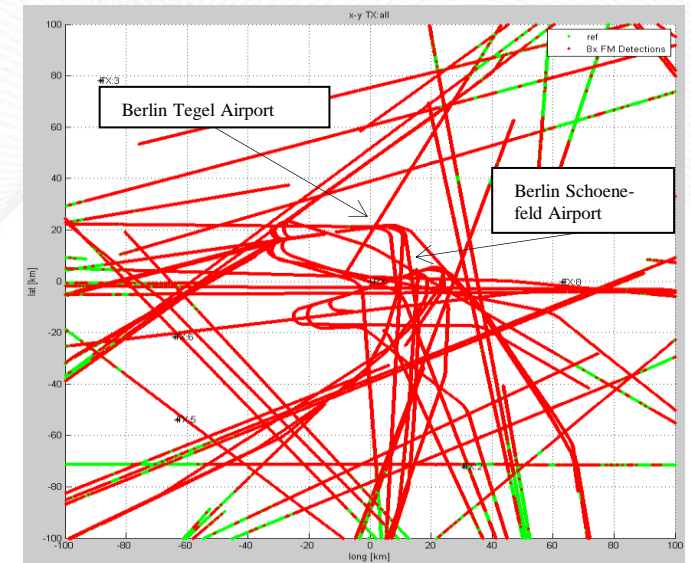 x-y TX:all
ref
8x FM Detections
TX:3
Berlin Tegel Airport
Berlin Schoene-
feld Airport
TX:8
TX:6
TX:5
TX:2
100
80
60
40
20
0
-20
-40
-60
-80
-100
lat [km]
-100
-80
-60
-40
-20
0
20
40
60
80
100
long [km]